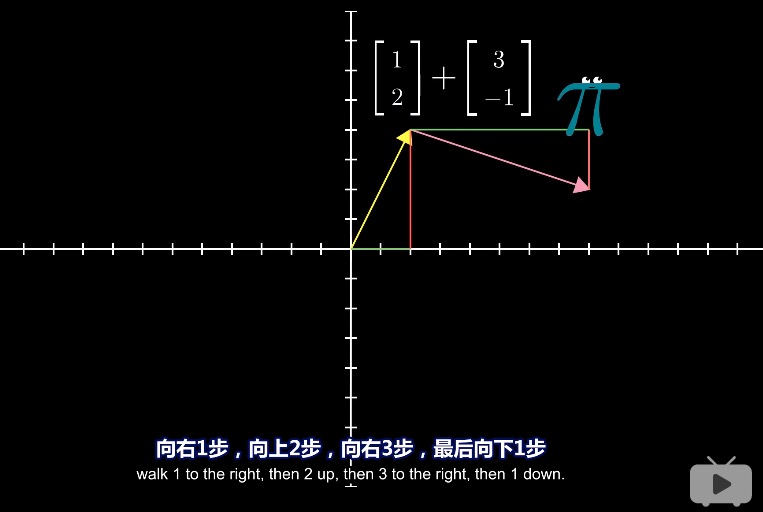 [1 2] + [3 −1]
π
向右1步，向上2步，向右3步，最后向下1步
walk 1 to the right, then 2 up, then 3 to the right, then 1 down.